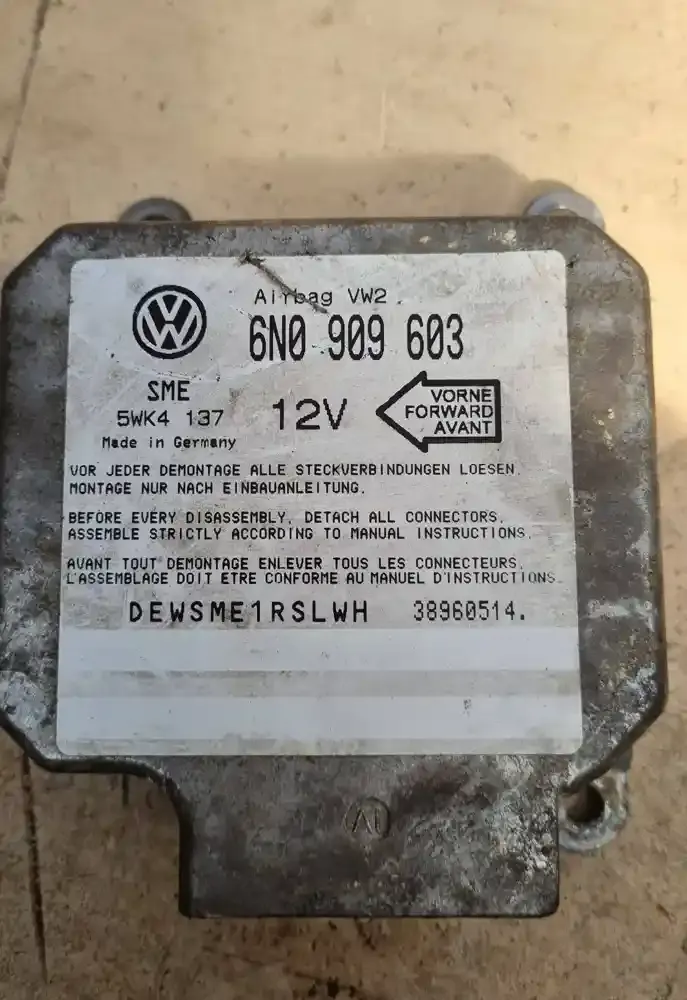 Airbag VW2
6N0 909 603
SME
5WK4 137
12V
VORNE
FORWARD
AVANT
Made in Germany
VOR JEDER DEMONTAGE ALLE STECKVERBINDUNGEN LOESEN.
MONTAGE NUR NACH EINBAUANLEITUNG.
BEFORE EVERY DISASSEMBLY, DETACH ALL CONNECTORS.
ASSEMBLE STRICTLY ACCORDING TO MANUAL INSTRUCTIONS.
AVANT TOUT DEMONTAGE ENLEVER TOUS LES CONNECTEURS.
L'ASSEMBLAGE DOIT ETRE CONFORME AU MANUEL D'INSTRUCTIONS.
DEWSME1RSLWH 38960514.